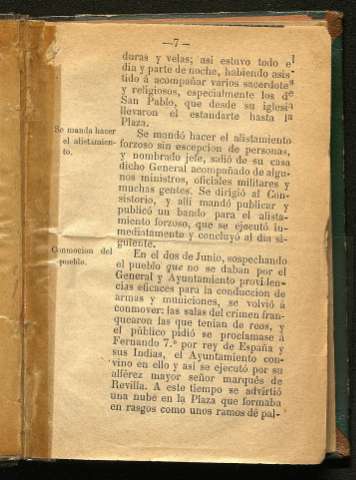 —7—
duras y velas; asi estuvo todo el
dia y parte de noche, habiendo asis-
tido á acompañar varios sacerdotes
y religiosos, especialmente los de
San Pablo, que desde su iglesia
llevaron el estandarte hasta la
Plaza.
Se manda hacer
el alistamien-
to.
Se mandó hacer el alistamiento
forzoso sin escepcion de personas,
y nombrado jefe, salió de su casa
dicho General acompañado de algu-
nos ministros, oficiales militares y
muchas gentes. Se dirigió al Con-
sistorio, y allí mandó publicar y
publicó un bando para el alista-
miento forzoso, que se ejecutó in-
mediatamente y concluyó al dia si-
guiente.
Conmocion del
pueblo.
En el dos de Junio, sospechando
el pueblo que no se daban por el
General y Ayuntamiento providen-
cias eficaces para la conduccion de
armas y municiones, se volvió á
conmover: las salas del crimen fran-
quearon las que tenian de reos, y
el público pidió se proclamase á
Fernando 7.º por rey de España y
sus Indias, el Ayuntamiento con-
vino en ello y asi se ejecutó por su
alférez mayor señor marqués de
Revilla. A este tiempo se advirtió
una nube en la Plaza que formaba
en rasgos como unos ramos de pal-